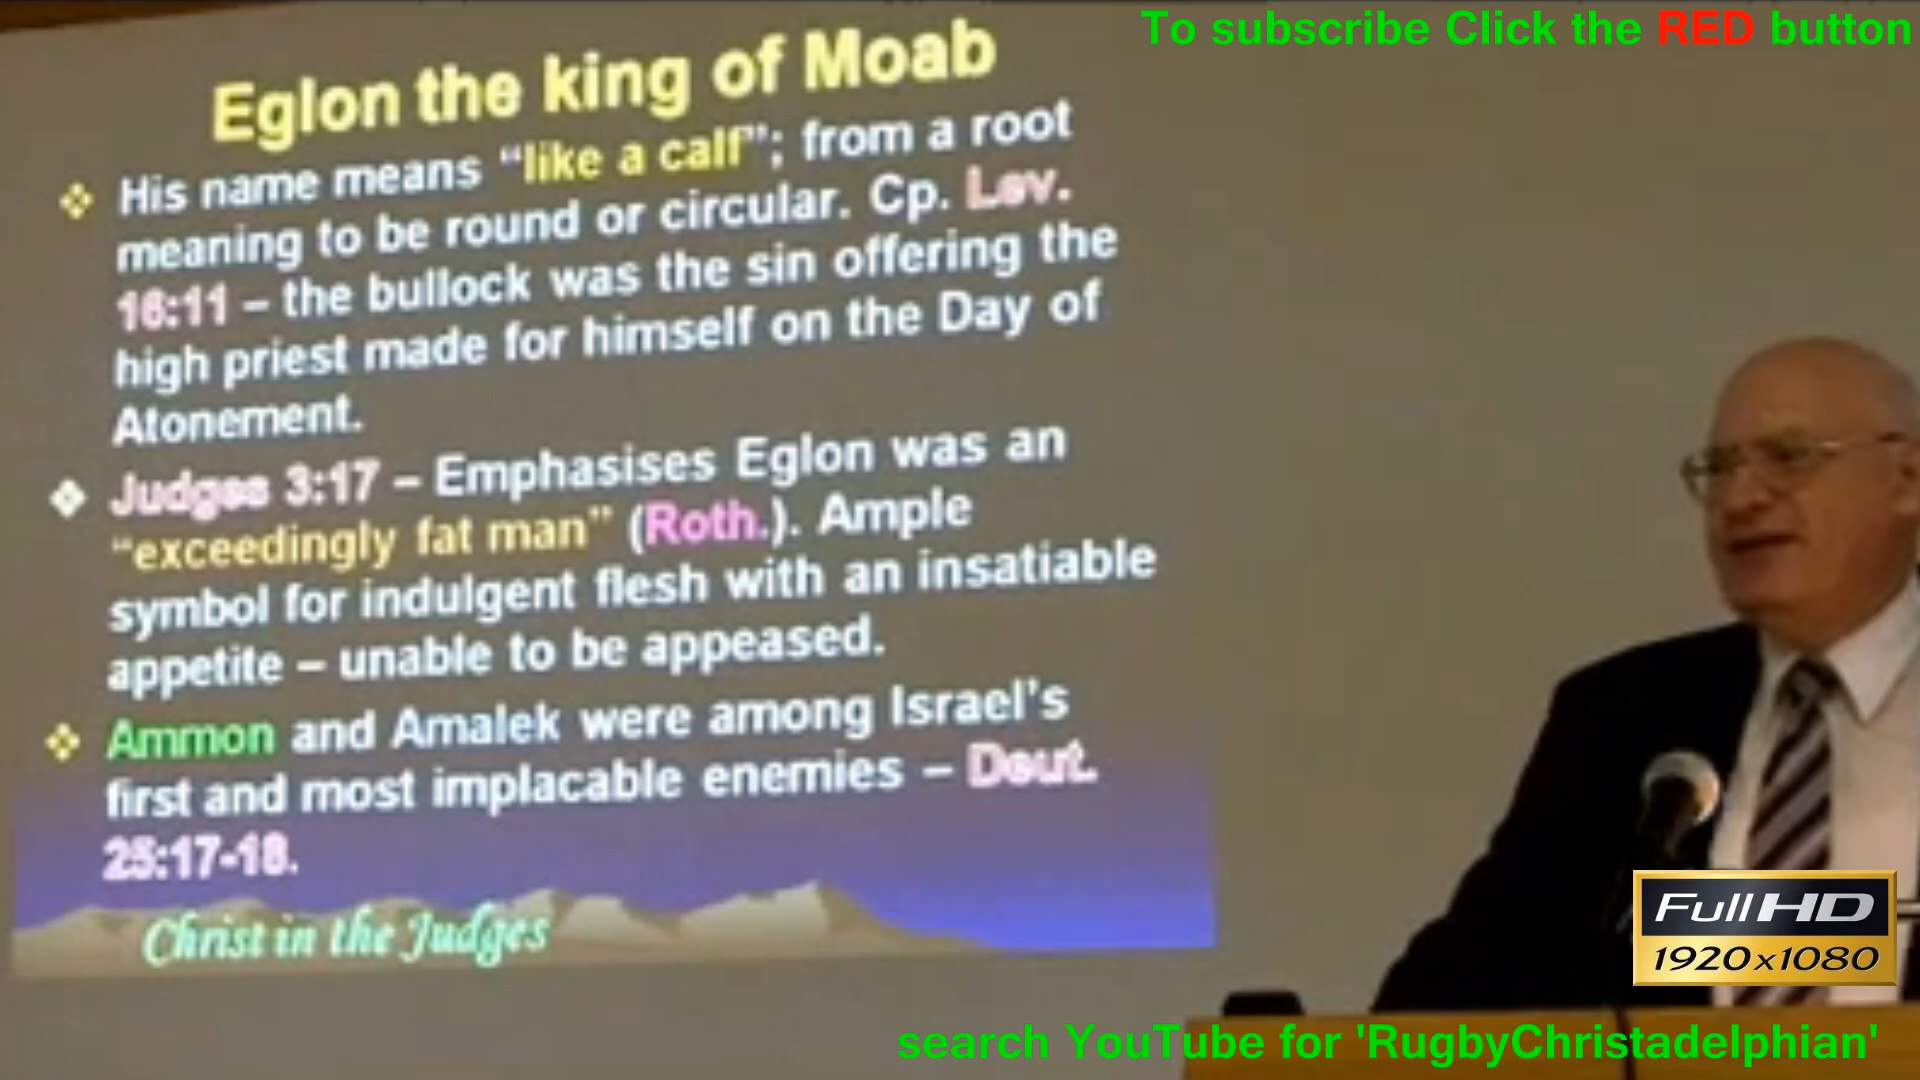 To subscribe Click the RED button
Eglon the king of Moab
His name means “like a calf”; from a root
meaning to be round or circular. Cp. Lev.
16:11 – the bullock was the sin offering the
high priest made for himself on the Day of
Atonement.
Judges 3:17 – Emphasises Eglon was an
“exceedingly fat man” (Roth.). Ample
symbol for indulgent flesh with an insatiable
appetite – unable to be appeased.
Ammon and Amalek were among Israel's
first and most implacable enemies – Deut.
25:17-18.
Christ in the Judges
Full HD
1920x1080
search YouTube for 'RugbyChristadelphian'